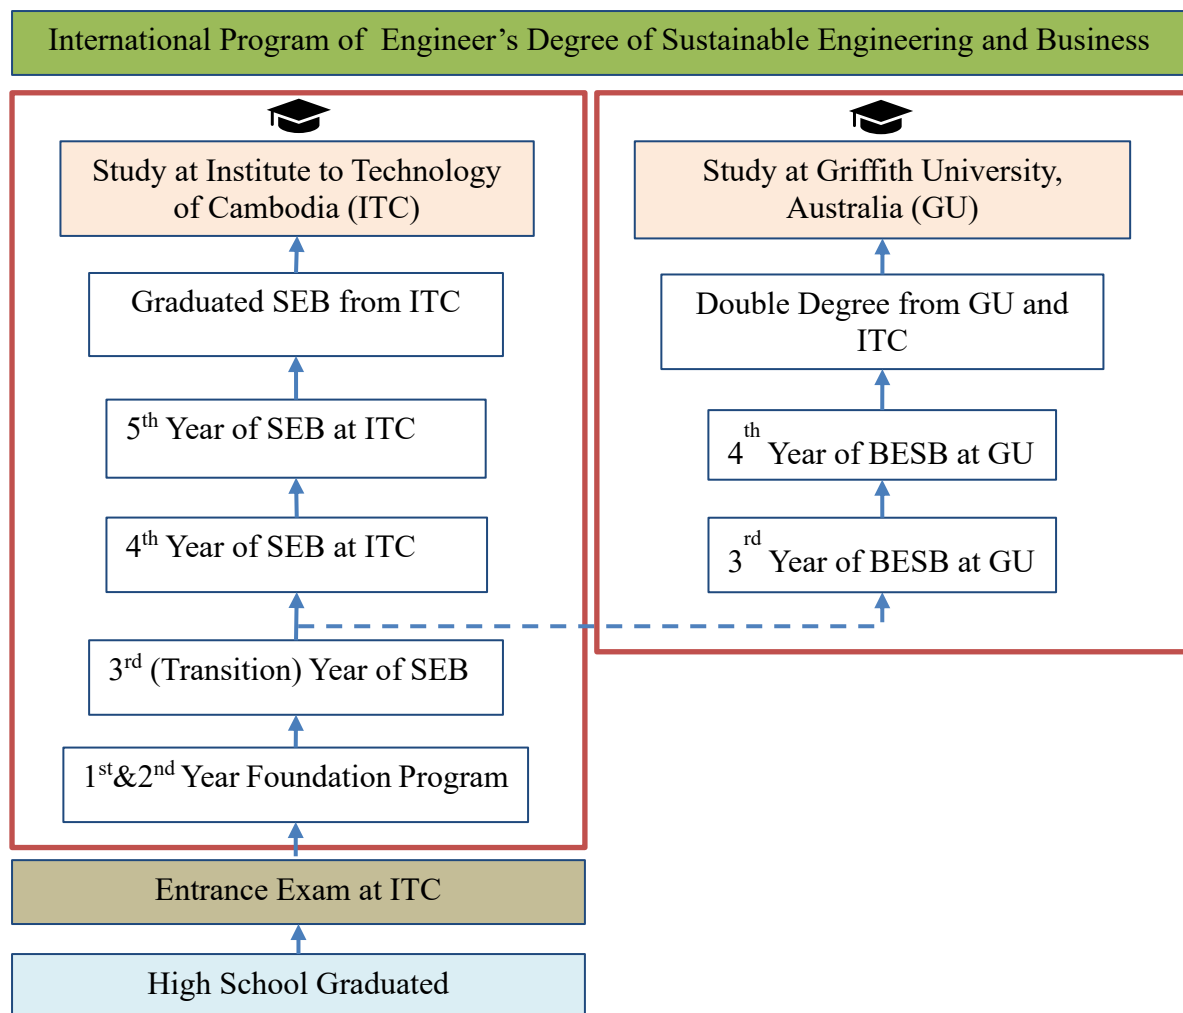 International Program of Engineer’s Degree of Sustainable Engineering and Business
Study at Institute to Technology
of Cambodia (ITC)
Graduated SEB from ITC
5th Year of SEB at ITC
4th Year of SEB at ITC
3rd (Transition) Year of SEB
1st&2nd Year Foundation Program
Study at Griffith University,
Australia (GU)
Double Degree from GU and
ITC
4th Year of BESB at GU
3rd Year of BESB at GU
Entrance Exam at ITC
High School Graduated